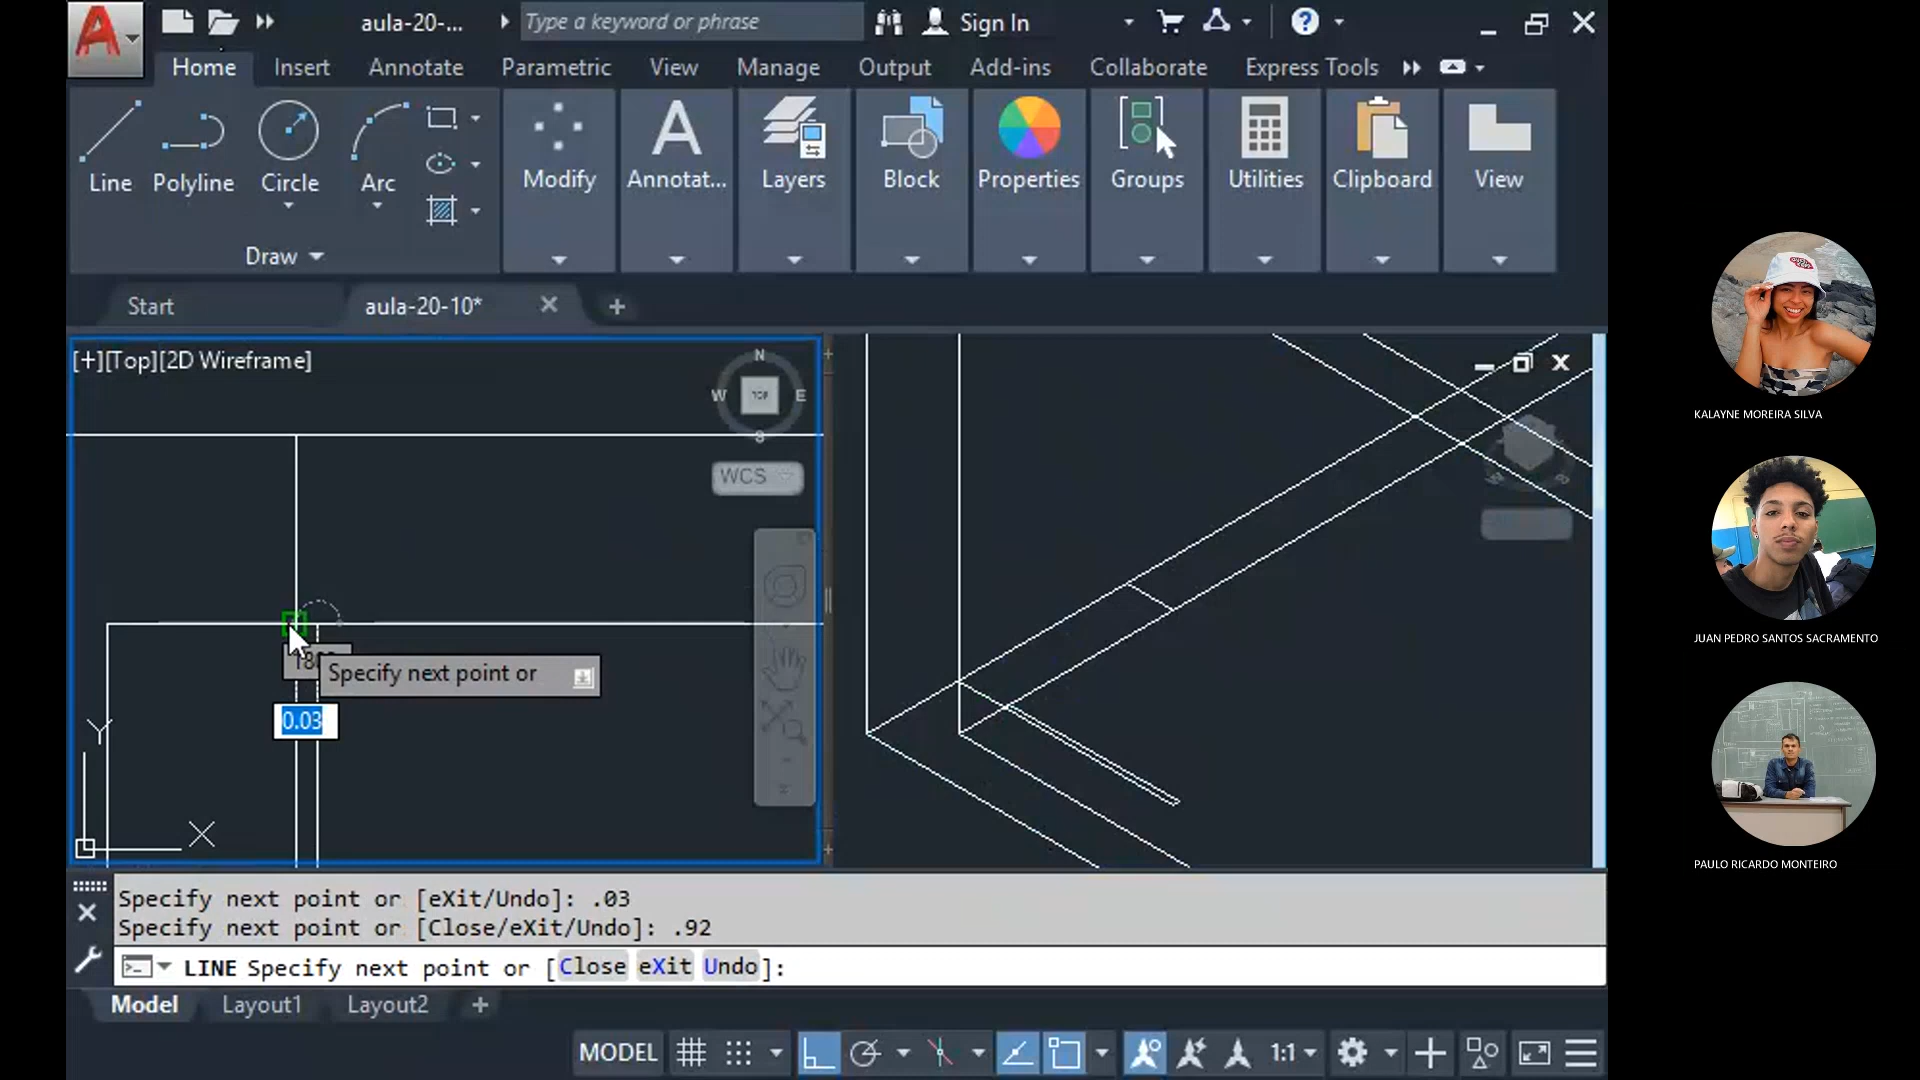 aula-20-...
Type a keyword or phrase
Sign In
Home Insert Annotate Parametric View Manage Output Add-ins Collaborate Express Tools
Line Polyline Circle Arc
Modify Annotat... Layers Block Properties Groups Utilities Clipboard View
Draw
Start aula-20-10*
[+][Top][2D Wireframe]
N
W TOP E
S
WCS
Specify next point or
0.03
Y
X
Specify next point or [eXit/Undo]: .03
Specify next point or [Close/eXit/Undo]: .92
LINE Specify next point or [Close eXit Undo]:
Model Layout1 Layout2
MODEL 1:1
KALAYNE MOREIRA SILVA
JUAN PEDRO SANTOS SACRAMENTO
PAULO RICARDO MONTEIRO